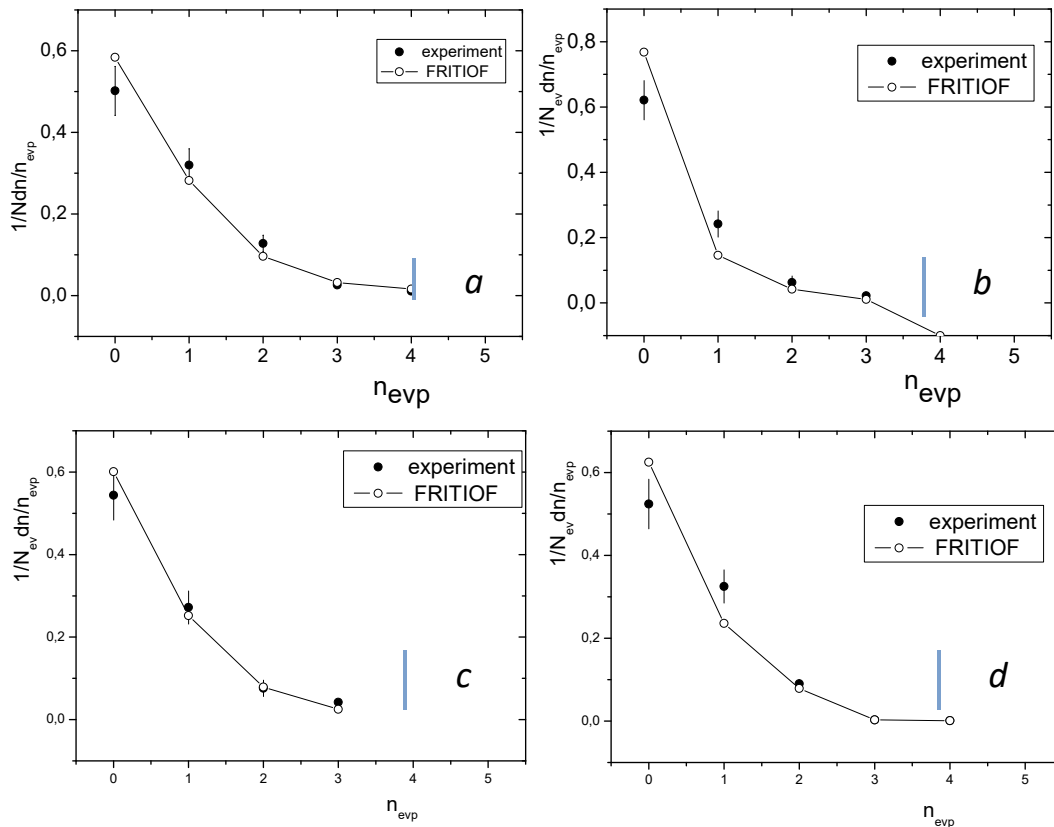 0,6
0,4
0,2
0,0
1/Ndn/n_evp
experiment
FRITIOF
a
0 1 2 3 4 5
n_evp
0,8
0,6
0,4
0,2
0,0
1/N_ev dn/n_evp
experiment
FRITIOF
b
0 1 2 3 4 5
n_evp
0,6
0,4
0,2
0,0
1/N_ev dn/n_evp
experiment
FRITIOF
c
0 1 2 3 4 5
n_evp
0,6
0,4
0,2
0,0
1/N_ev dn/n_evp
experiment
FRITIOF
d
0 1 2 3 4 5
n_evp